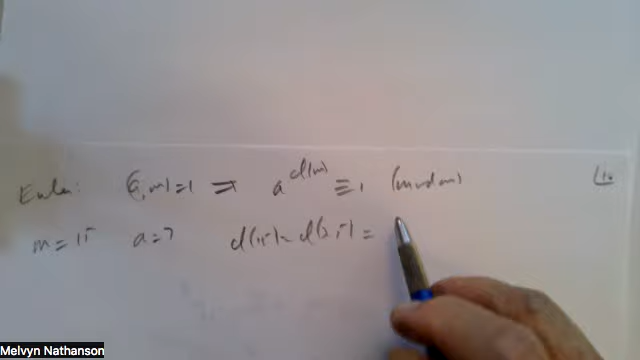 Euler: (a,m)=1 ⇒ a^φ(m) ≡ 1 (mod m)
m=15 a=7 φ(15)= φ(3·5) =
Melvyn Nathanson